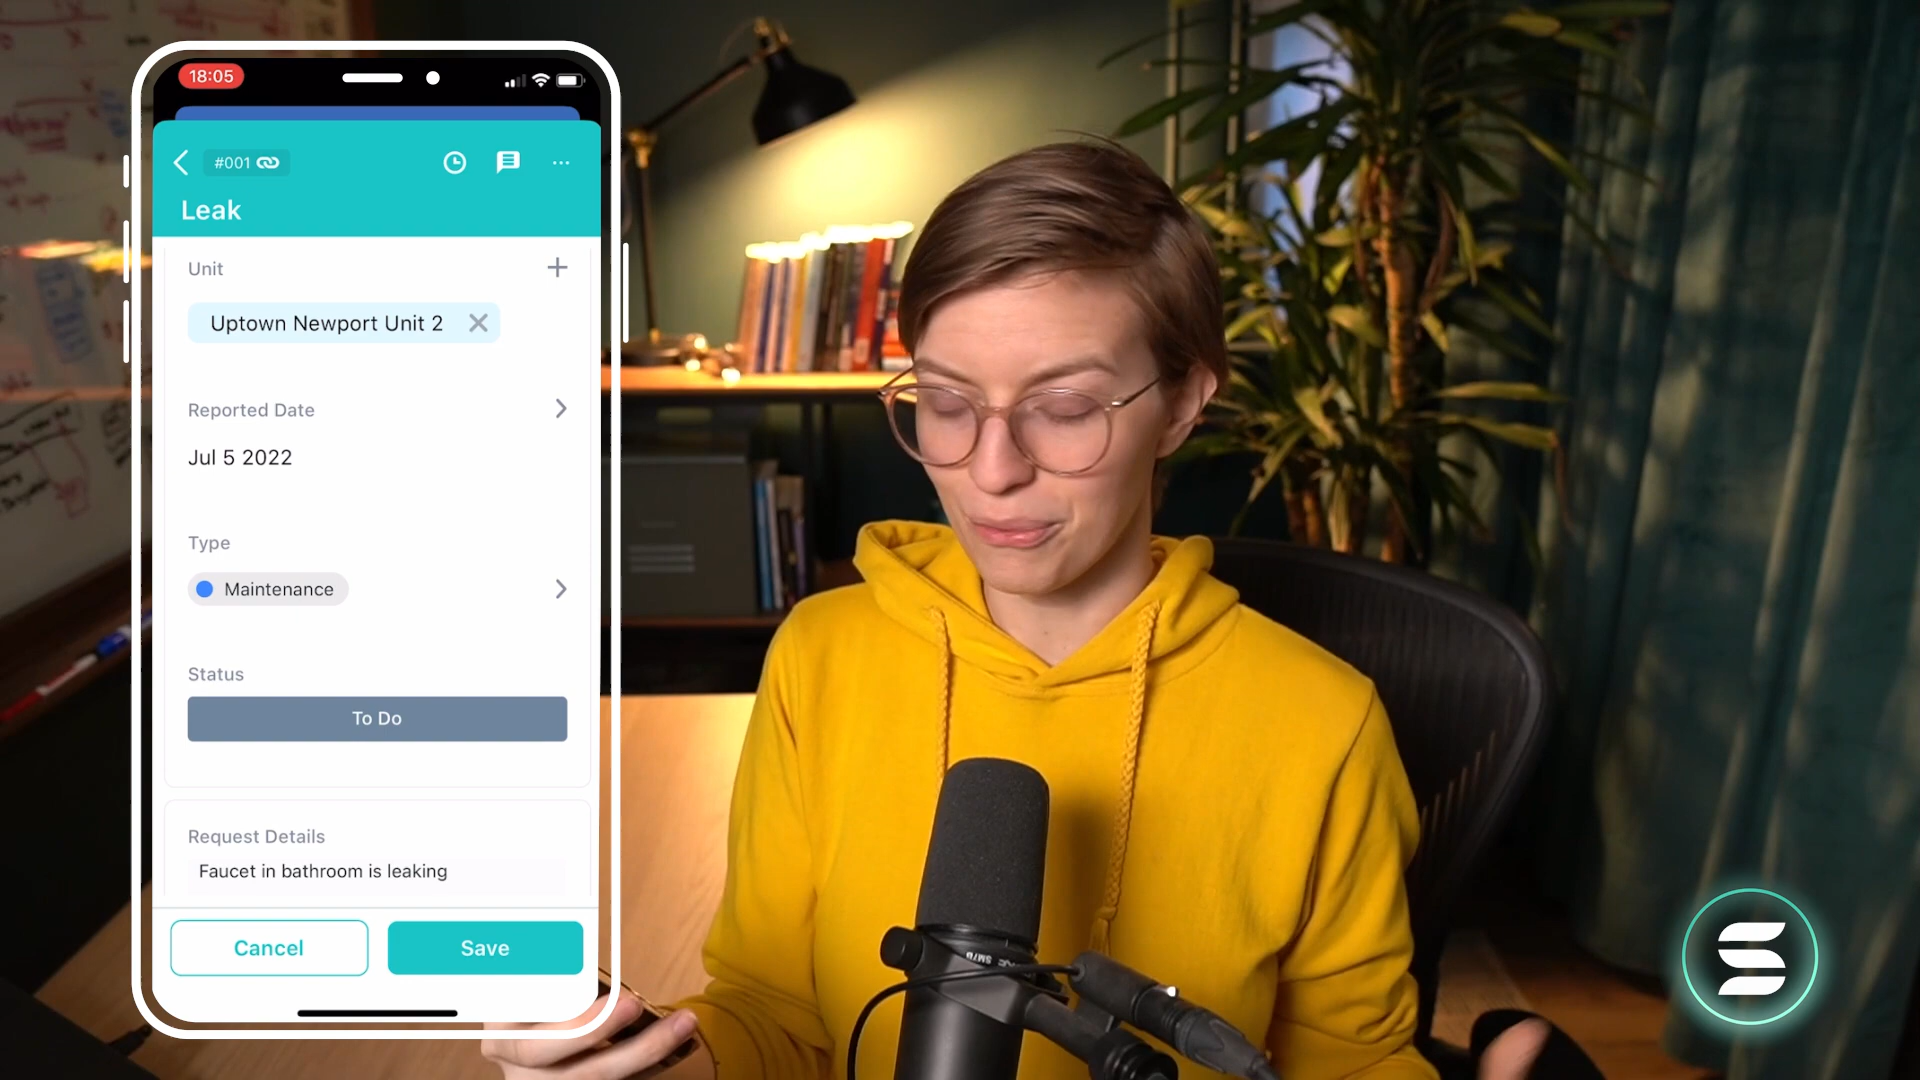 18:05
#001
Leak
Unit
Uptown Newport Unit 2
Reported Date
Jul 5 2022
Type
Maintenance
Status
To Do
Request Details
Faucet in bathroom is leaking
Cancel
Save
SM7B